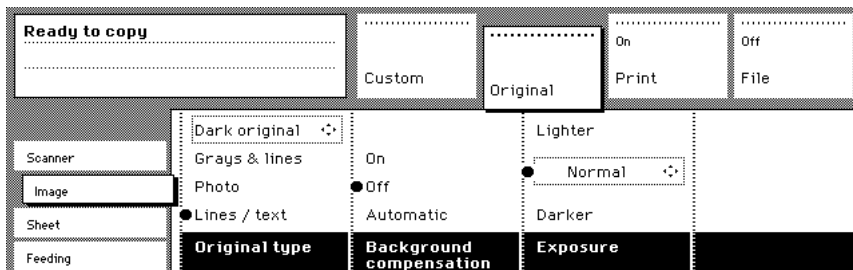 Ready to copy
Custom
Original
On
Print
Off
File
Scanner
Image
Sheet
Feeding
Dark original
Grays & lines
Photo
Lines / text
Original type
On
Off
Automatic
Background
compensation
Lighter
Normal
Darker
Exposure